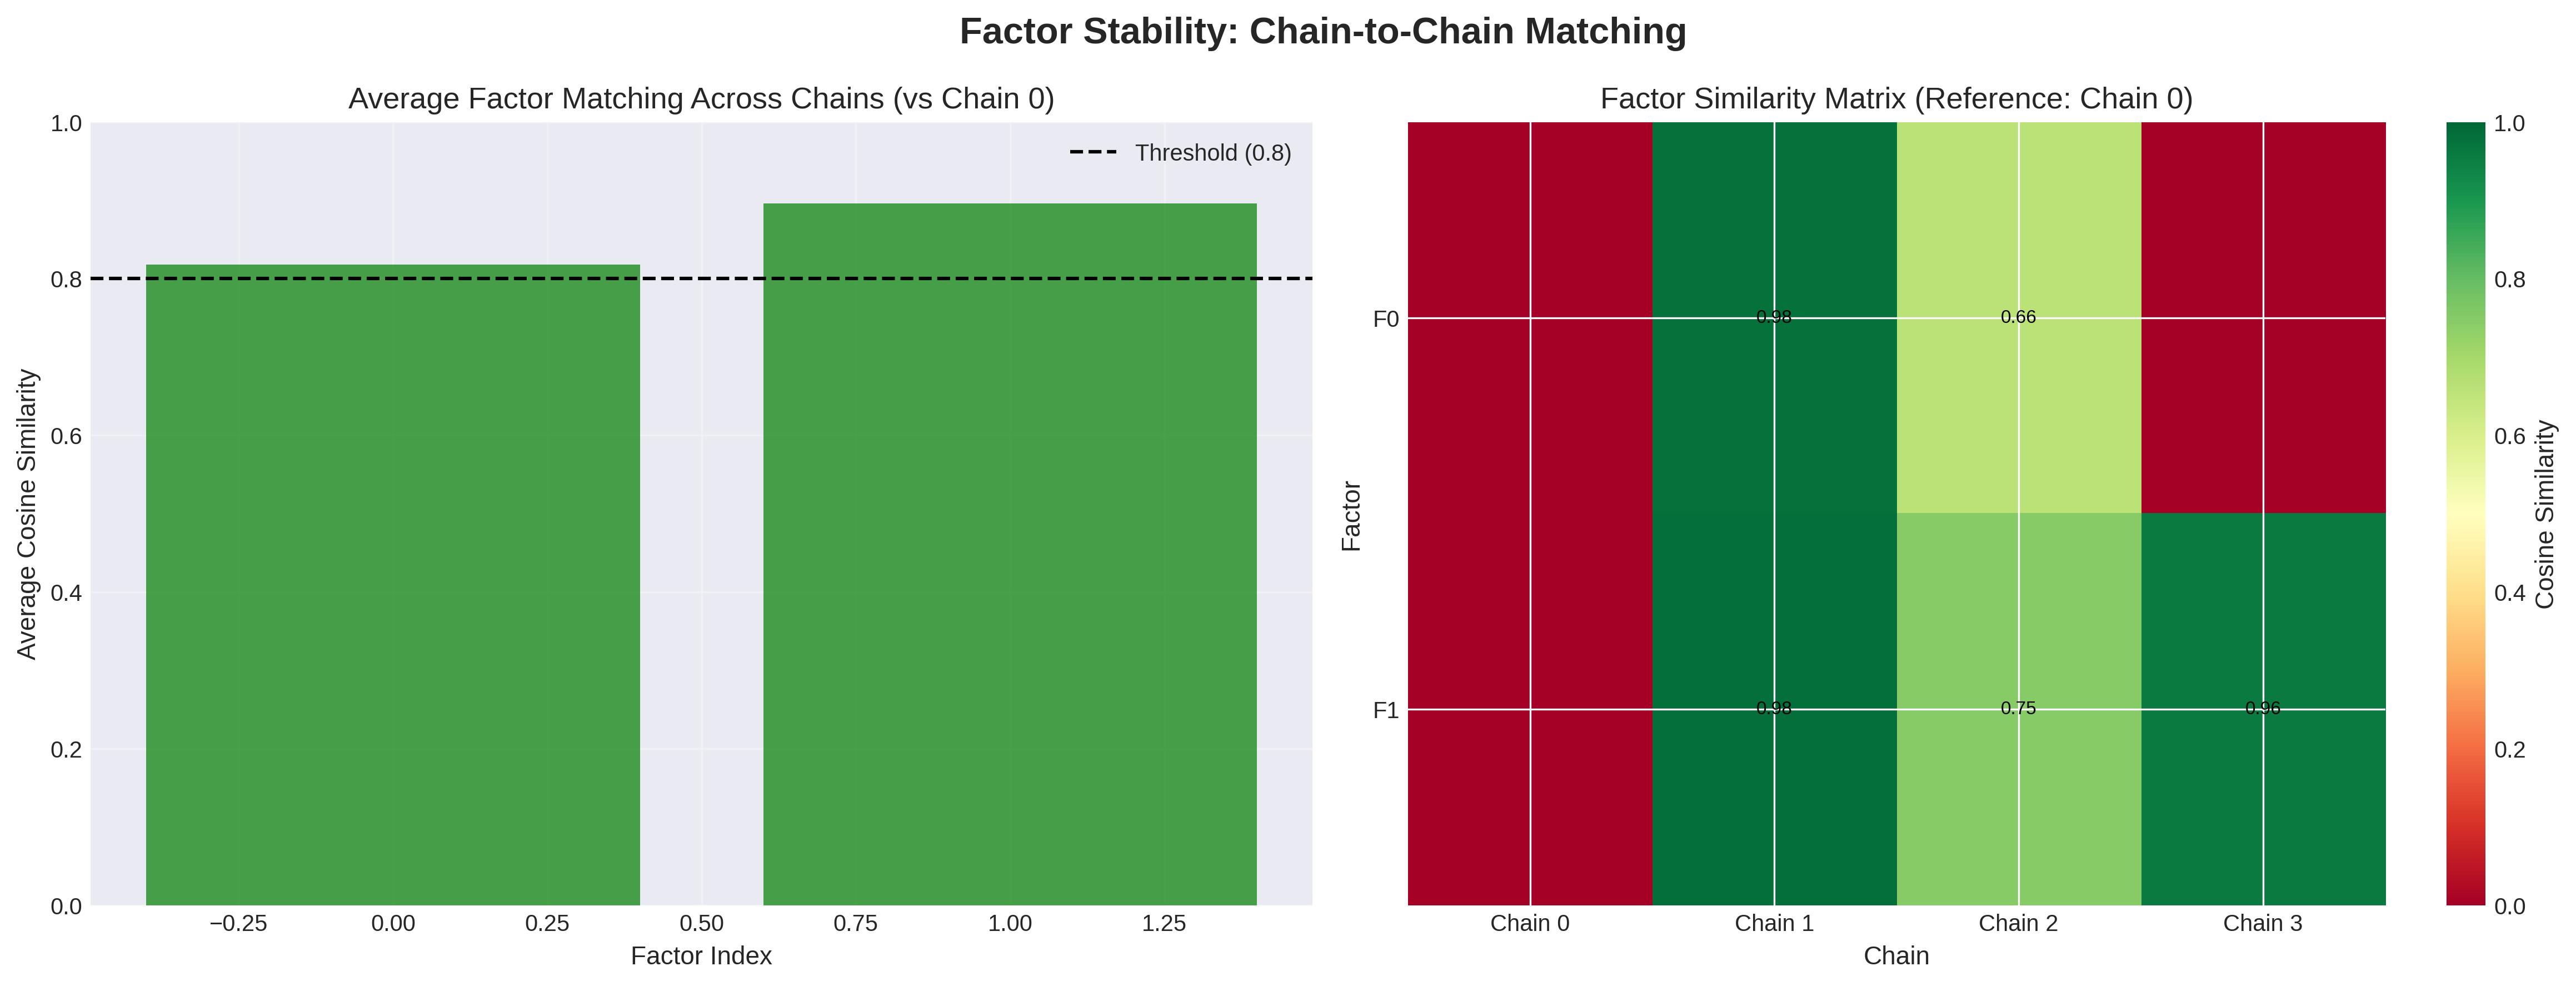 Factor Stability: Chain-to-Chain Matching
Average Factor Matching Across Chains (vs Chain 0)
1.0
0.8
0.6
0.4
0.2
0.0
Average Cosine Similarity
Threshold (0.8)
−0.25
0.00
0.25
0.50
0.75
1.00
1.25
Factor Index
Factor Similarity Matrix (Reference: Chain 0)
Factor
F0
0.98
0.66
F1
0.98
0.75
0.96
Chain 0
Chain 1
Chain 2
Chain 3
Chain
1.0
0.8
0.6
0.4
0.2
0.0
Cosine Similarity